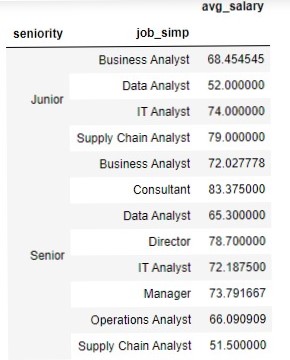 avg_salary
seniority job_simp
Business Analyst 68.454545
Data Analyst 52.000000
Junior
IT Analyst 74.000000
Supply Chain Analyst 79.000000
Business Analyst 72.027778
Consultant 83.375000
Data Analyst 65.300000
Director 78.700000
Senior
IT Analyst 72.187500
Manager 73.791667
Operations Analyst 66.090909
Supply Chain Analyst 51.500000